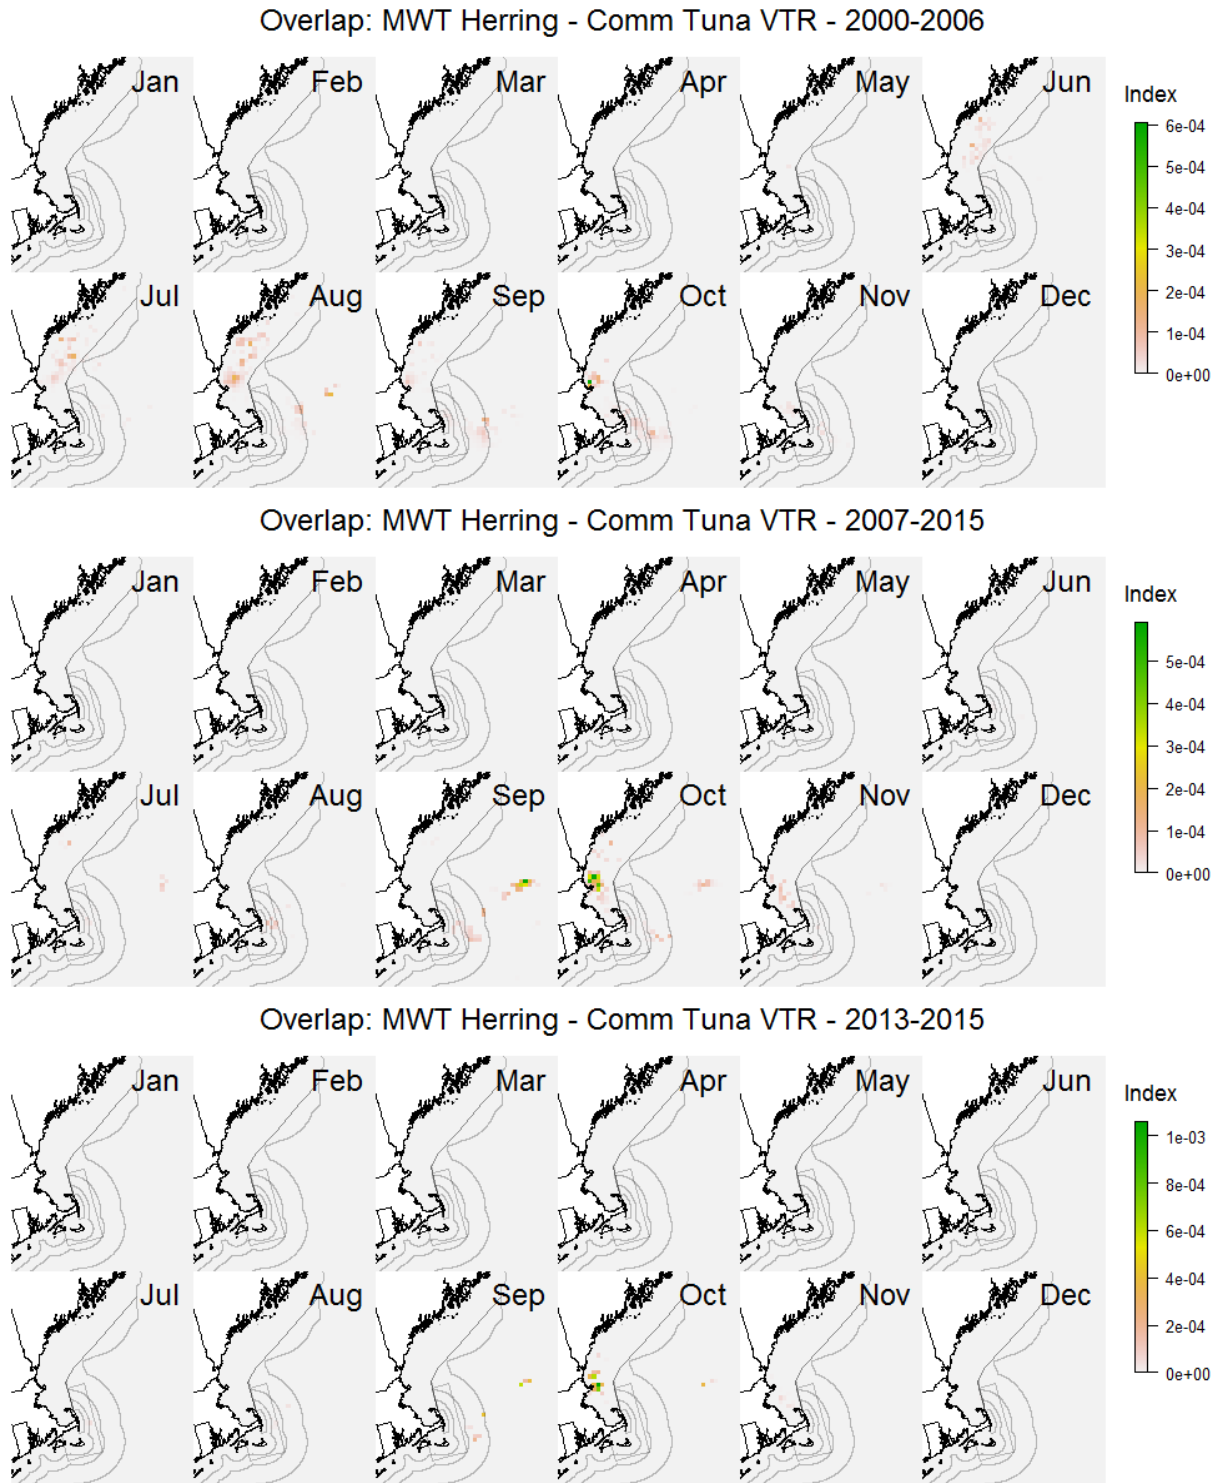 Overlap: MWT Herring - Comm Tuna VTR - 2000-2006
Jan Feb Mar Apr May Jun
Index
6e-04
5e-04
4e-04
3e-04
2e-04
1e-04
0e+00
Jul Aug Sep Oct Nov Dec
Overlap: MWT Herring - Comm Tuna VTR - 2007-2015
Jan Feb Mar Apr May Jun
Index
5e-04
4e-04
3e-04
2e-04
1e-04
0e+00
Jul Aug Sep Oct Nov Dec
Overlap: MWT Herring - Comm Tuna VTR - 2013-2015
Jan Feb Mar Apr May Jun
Index
1e-03
8e-04
6e-04
4e-04
2e-04
0e+00
Jul Aug Sep Oct Nov Dec